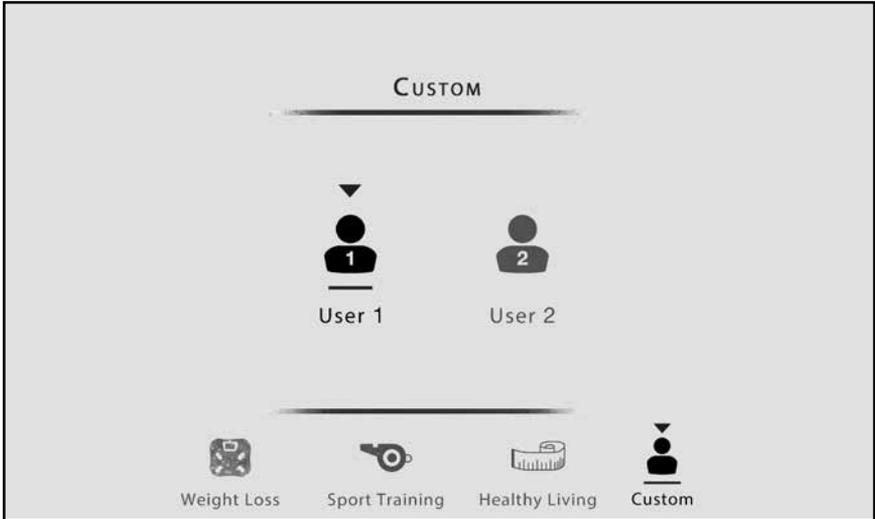 CUSTOM
1 2
User 1 User 2
Weight Loss Sport Training Healthy Living Custom